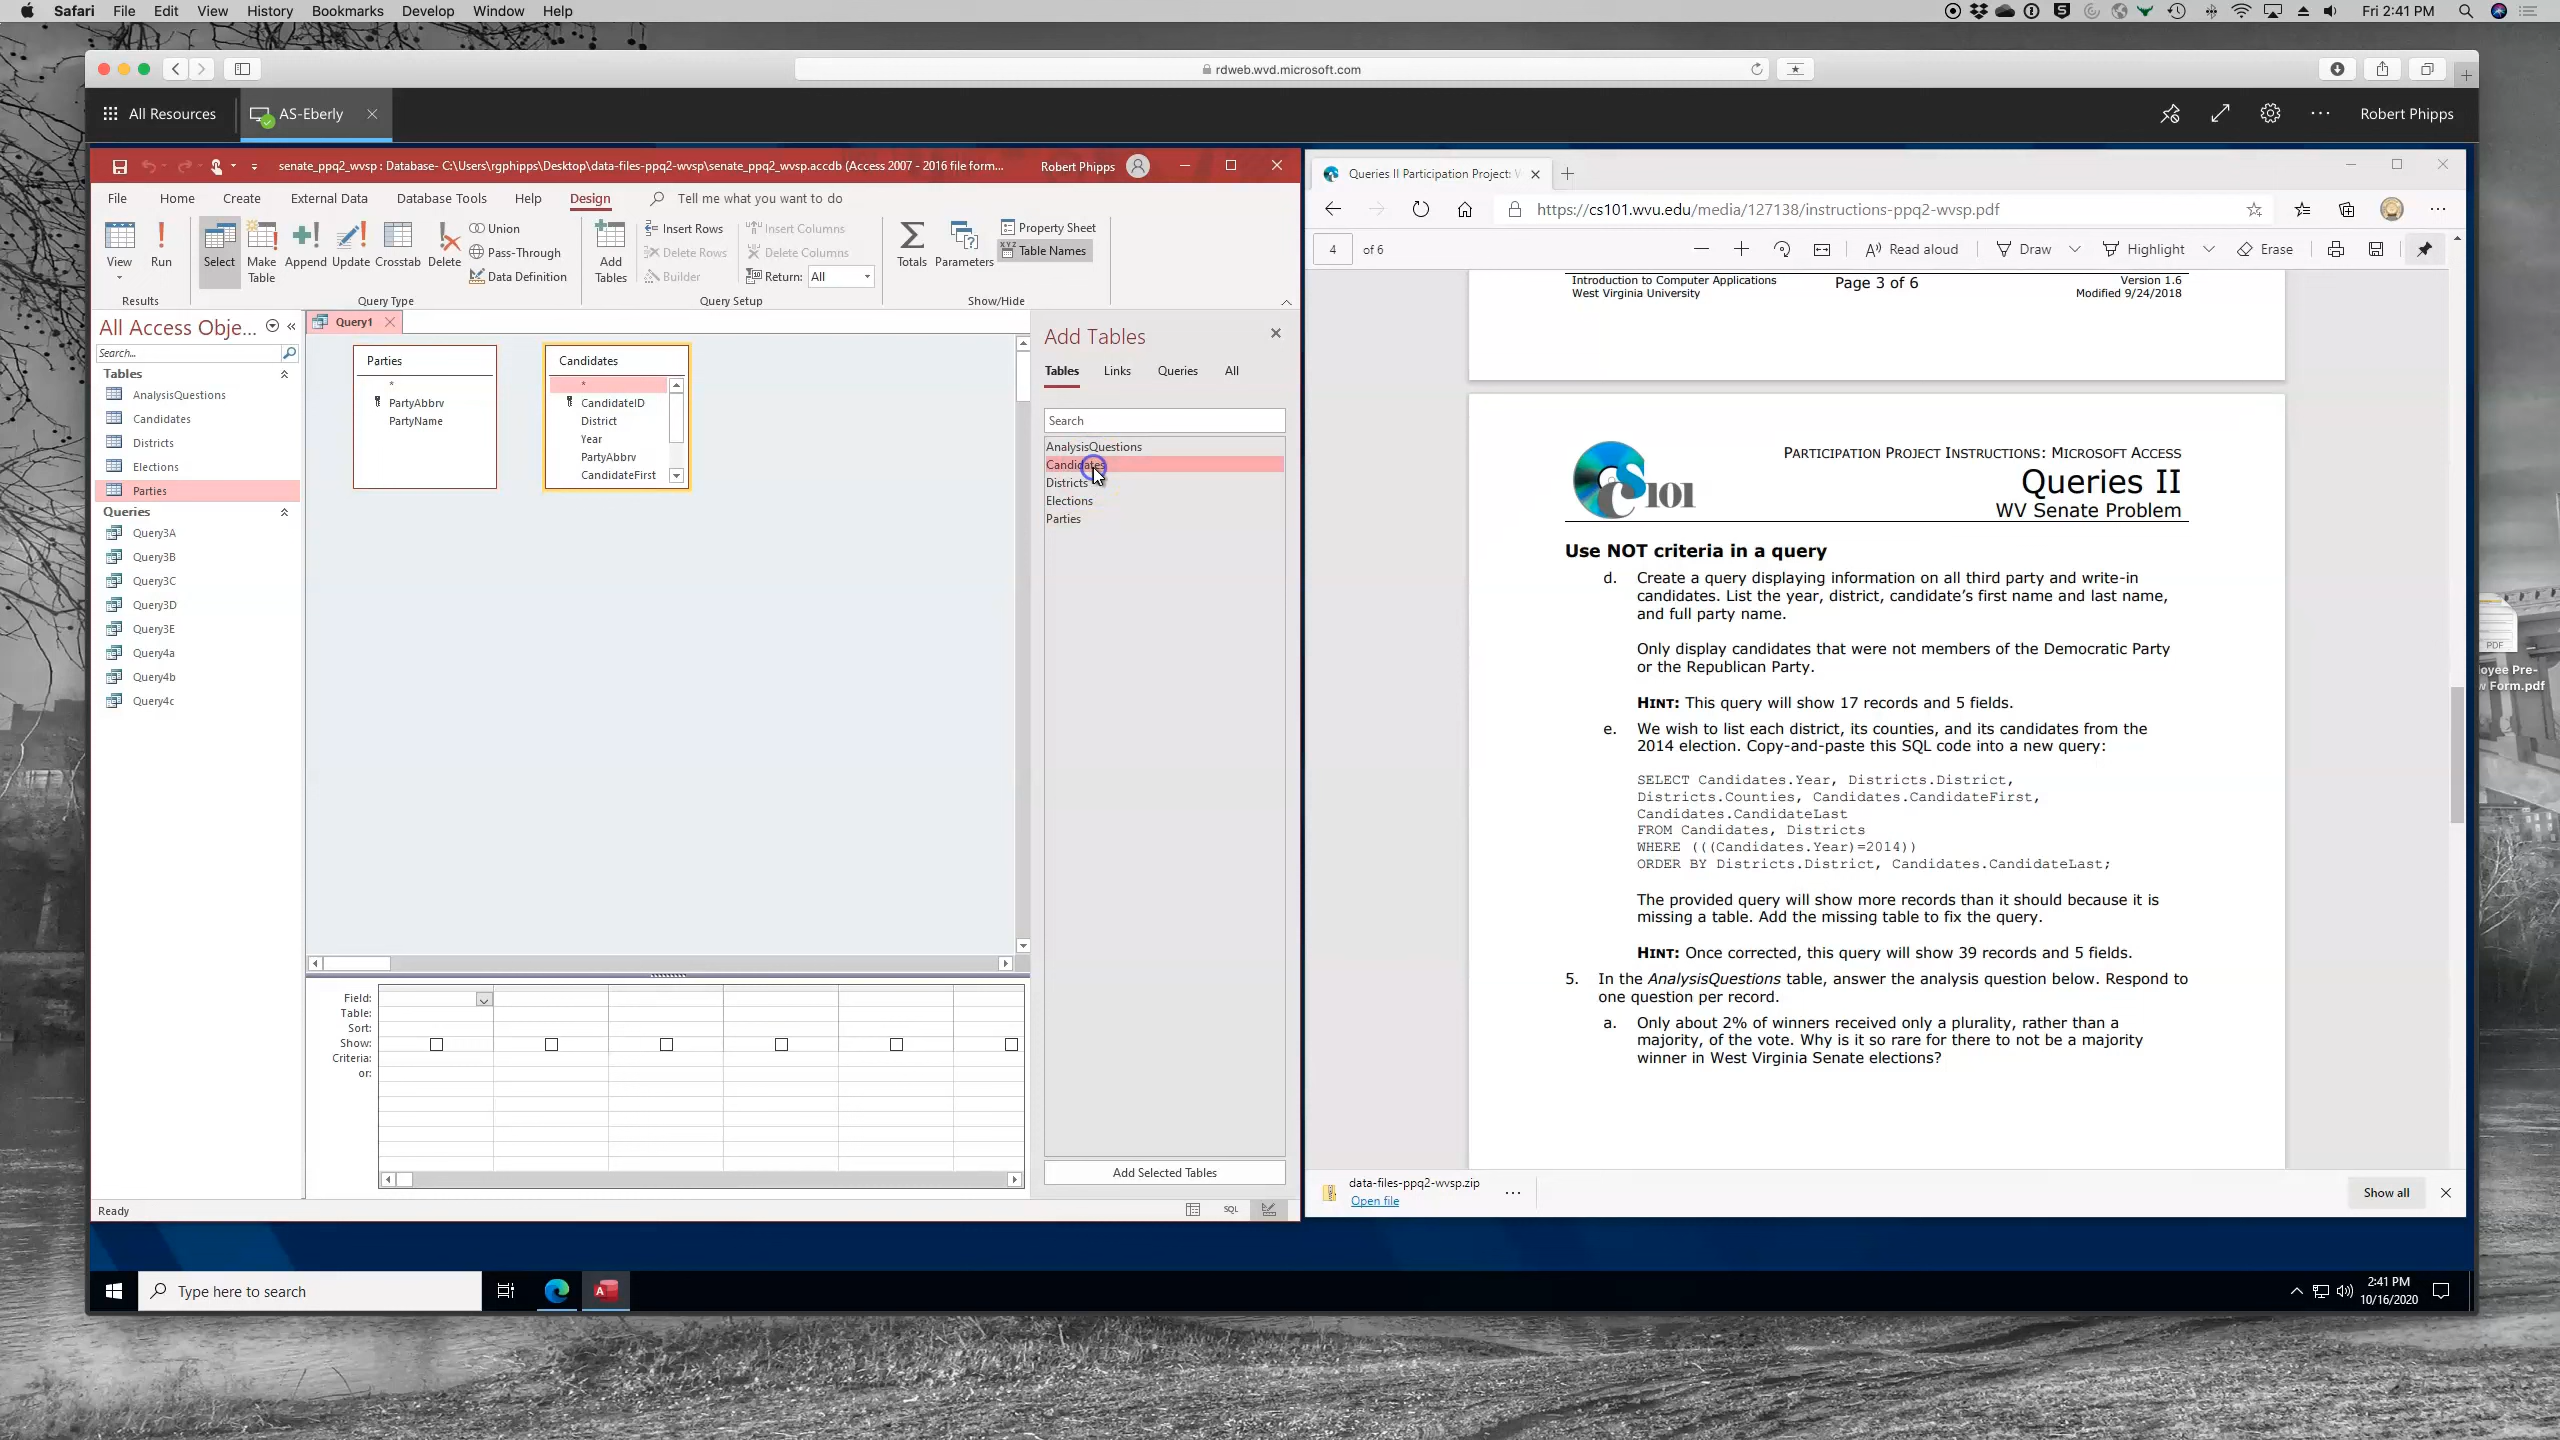 Safari File Edit View History Bookmarks Develop Window Help
Fri 2:41 PM
rdweb.wvd.microsoft.com
All Resources
AS-Eberly
Robert Phipps
senate_ppq2_wvsp : Database- C:\Users\rgphipps\Desktop\data-files-ppq2-wvsp\senate_ppq2_wvsp.accdb (Access 2007 - 2016 file form...
Robert Phipps
File Home Create External Data Database Tools Help Design Tell me what you want to do
View
Run
Results
Select
Make Table
Append
Update
Crosstab
Delete
Union
Pass-Through
Data Definition
Query Type
Add Tables
Insert Rows
Delete Rows
Builder
Insert Columns
Delete Columns
Return: All
Query Setup
Totals
Parameters
Property Sheet
XYZ Table Names
Show/Hide
All Access Obje...
Search...
Tables
AnalysisQuestions
Candidates
Districts
Elections
Parties
Queries
Query3A
Query3B
Query3C
Query3D
Query3E
Query4a
Query4b
Query4c
Query1
Parties
*
PartyAbbrv
PartyName
Candidates
*
CandidateID
District
Year
PartyAbbrv
CandidateFirst
Field:
Table:
Sort:
Show:
Criteria:
or:
Add Tables
Tables Links Queries All
Search
AnalysisQuestions
Candidates
Districts
Elections
Parties
Add Selected Tables
Ready
SQL
Queries II Participation Project: W
https://cs101.wvu.edu/media/127138/instructions-ppq2-wvsp.pdf
4 of 6
Read aloud
Draw
Highlight
Erase
Introduction to Computer Applications
West Virginia University
Page 3 of 6
Version 1.6
Modified 9/24/2018
CS101
PARTICIPATION PROJECT INSTRUCTIONS: MICROSOFT ACCESS
Queries II
WV Senate Problem
Use NOT criteria in a query
d. Create a query displaying information on all third party and write-in
candidates. List the year, district, candidate's first name and last name,
and full party name.
Only display candidates that were not members of the Democratic Party
or the Republican Party.
HINT: This query will show 17 records and 5 fields.
e. We wish to list each district, its counties, and its candidates from the
2014 election. Copy-and-paste this SQL code into a new query:
SELECT Candidates.Year, Districts.District,
Districts.Counties, Candidates.CandidateFirst,
Candidates.CandidateLast
FROM Candidates, Districts
WHERE (((Candidates.Year)=2014))
ORDER BY Districts.District, Candidates.CandidateLast;
The provided query will show more records than it should because it is
missing a table. Add the missing table to fix the query.
HINT: Once corrected, this query will show 39 records and 5 fields.
5. In the AnalysisQuestions table, answer the analysis question below. Respond to
one question per record.
a. Only about 2% of winners received only a plurality, rather than a
majority, of the vote. Why is it so rare for there to not be a majority
winner in West Virginia Senate elections?
data-files-ppq2-wvsp.zip
Open file
Show all
PDF
oyee Pre-
w Form.pdf
Type here to search
2:41 PM
10/16/2020